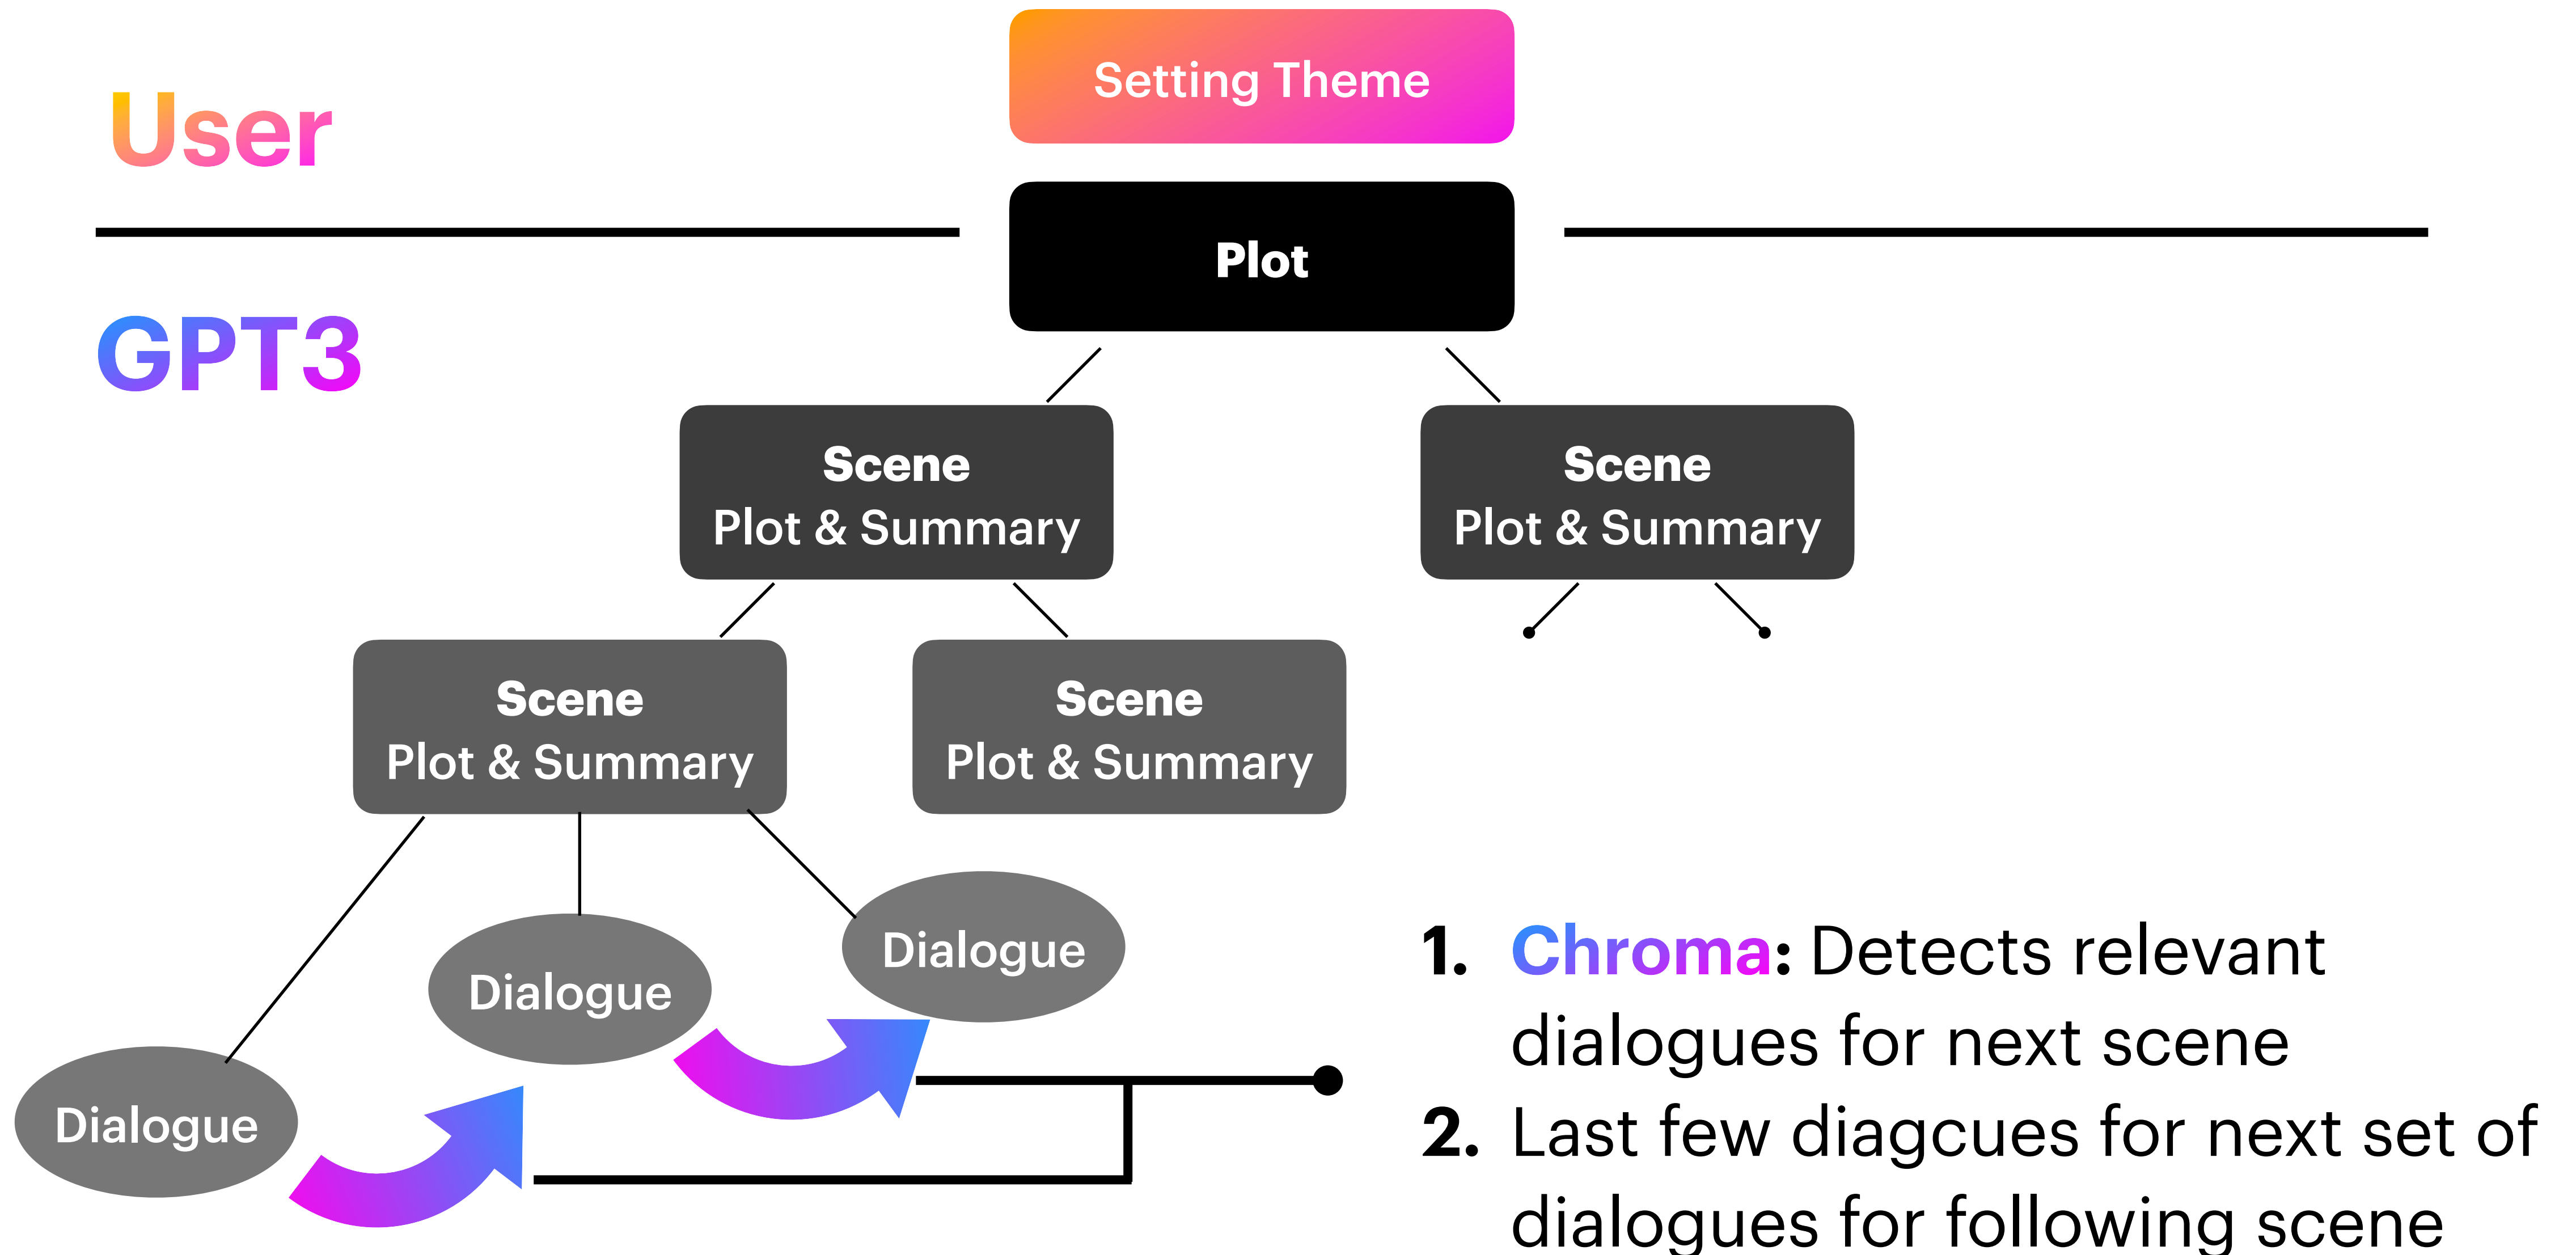 Setting Theme
User
Plot
GPT3
Scene
Plot & Summary
Scene
Plot & Summary
Scene
Plot & Summary
Scene
Plot & Summary
Dialogue
Dialogue
Dialogue
1. Chroma: Detects relevant
dialogues for next scene
2. Last few diagcues for next set of
dialogues for following scene